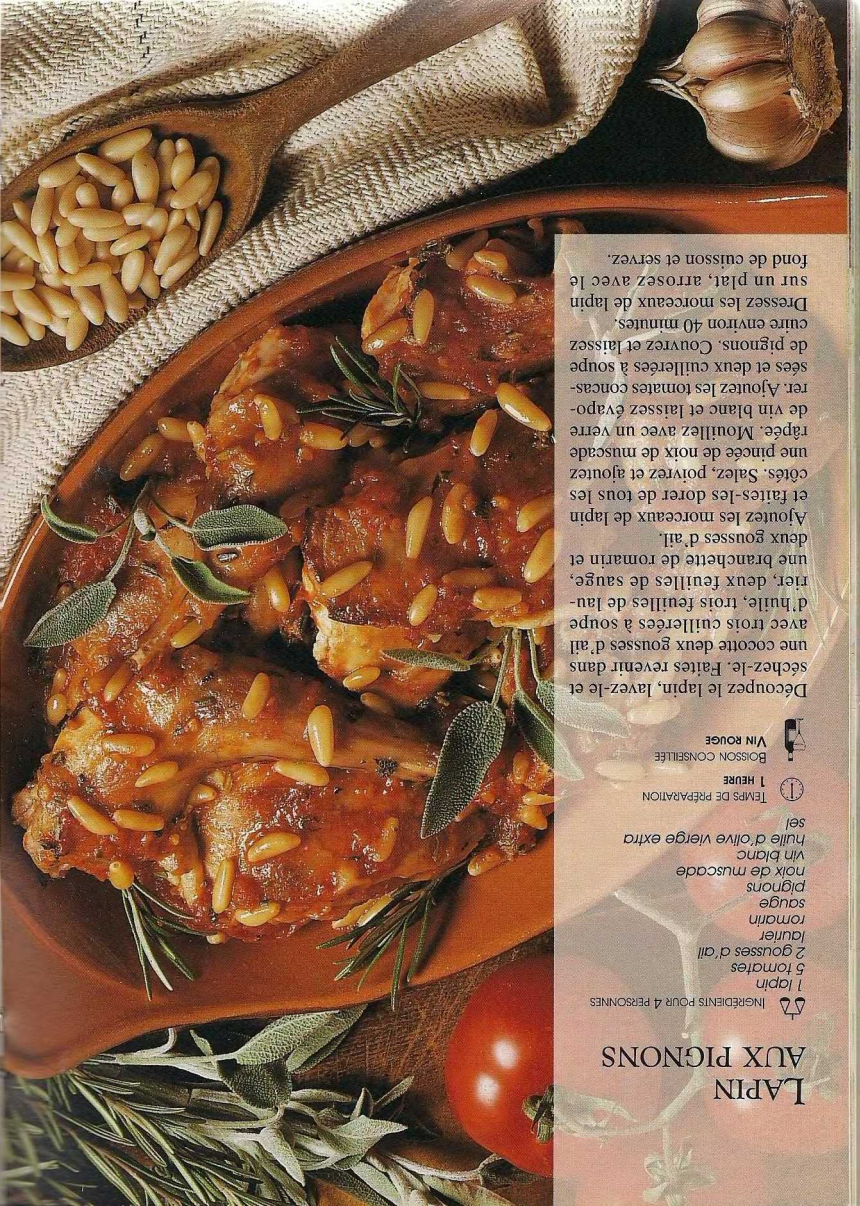 LAPIN
AUX PIGNONS
INGRÉDIENTS POUR 4 PERSONNES
1 lapin
5 tomates
2 gousses d'ail
laurier
romarin
sauge
pignons
noix de muscade
vin blanc
huile d'olive vierge extra
sel
TEMPS DE PRÉPARATION
1 HEURE
BOISSON CONSEILLÉE
VIN ROUGE
Découpez le lapin, lavez-le et
séchez-le. Faites revenir dans
une cocotte deux gousses d'ail
avec trois cuillerées à soupe
d'huile, trois feuilles de lau-
rier, deux feuilles de sauge,
une branchette de romarin et
deux gousses d'ail.
Ajoutez les morceaux de lapin
et faites-les dorer de tous les
côtés. Salez, poivrez et ajoutez
une pincée de noix de muscade
râpée. Mouillez avec un verre
de vin blanc et laissez évapo-
rer. Ajoutez les tomates concas-
sées et deux cuillerées à soupe
de pignons. Couvrez et laissez
cuire environ 40 minutes.
Dressez les morceaux de lapin
sur un plat, arrosez avec le
fond de cuisson et servez.